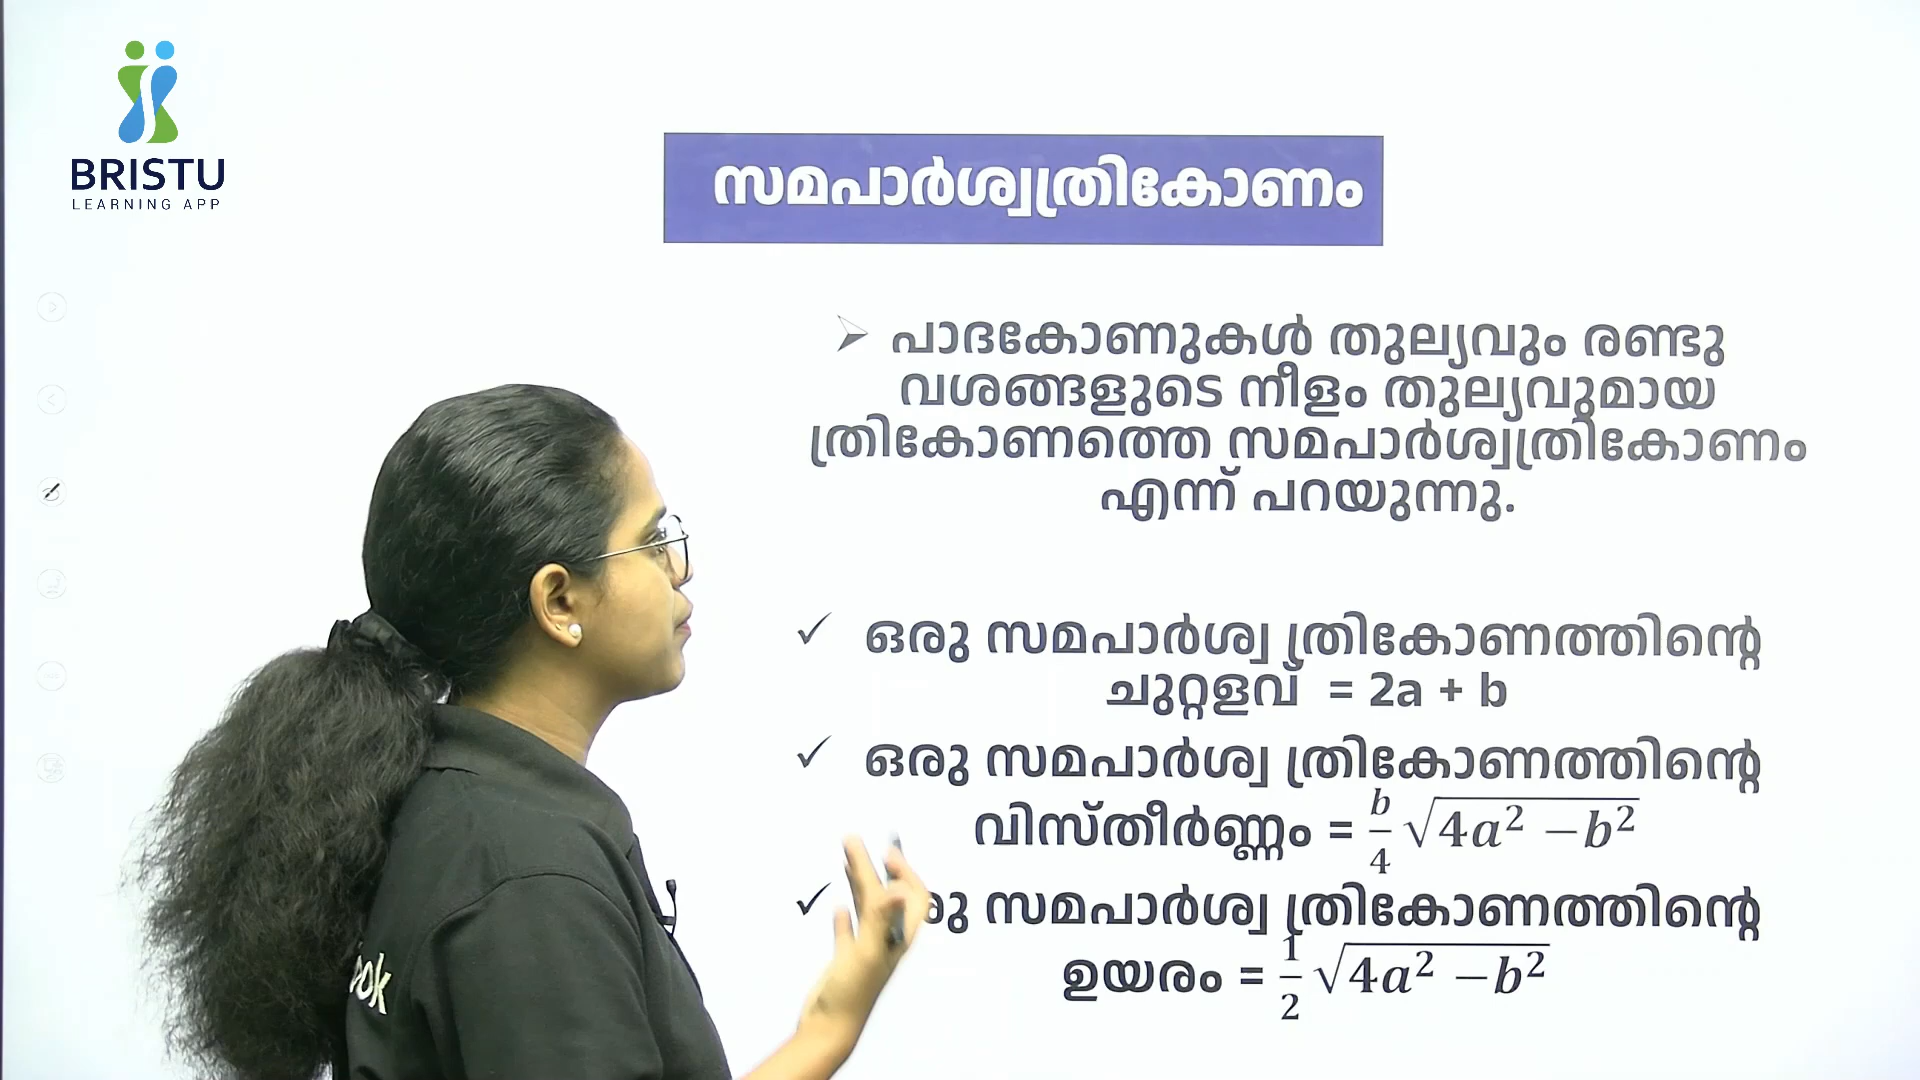 BRISTU
LEARNING APP
സമപാർശ്വത്രികോണം
പാദകോണുകൾ തുല്യവും രണ്ടു
വശങ്ങളുടെ നീളം തുല്യവുമായ
ത്രികോണത്തെ സമപാർശ്വത്രികോണം
എന്ന് പറയുന്നു.
✓ ഒരു സമപാർശ്വ ത്രികോണത്തിന്റെ
ചുറ്റളവ് = 2a + b
✓ ഒരു സമപാർശ്വ ത്രികോണത്തിന്റെ
വിസ്തീർണ്ണം = b/4 √(4a² −b²)
✓ രു സമപാർശ്വ ത്രികോണത്തിന്റെ
ഉയരം = 1/2 √(4a² −b²)